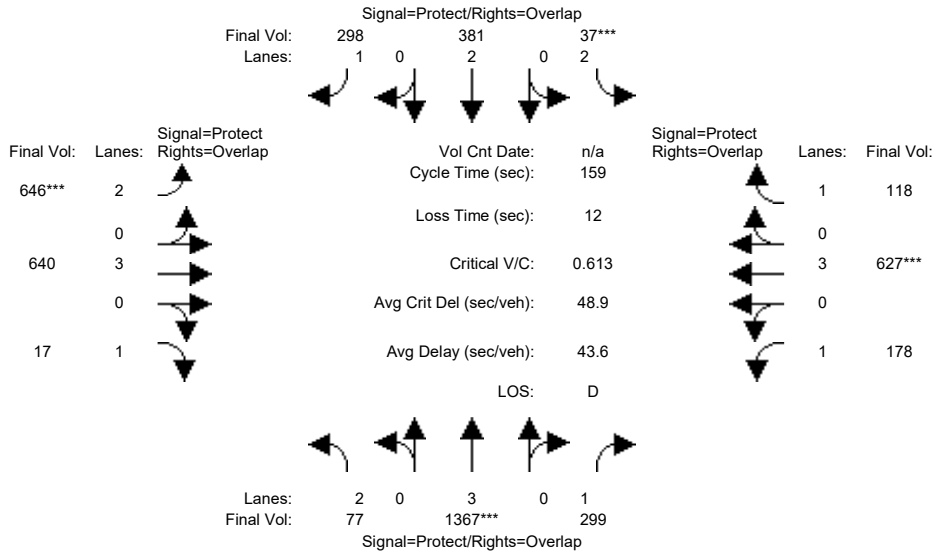 Signal=Protect/Rights=Overlap
Final Vol: 298 381 37***
Lanes: 1 0 2 0 2
Signal=Protect
Final Vol: Lanes: Rights=Overlap
Vol Cnt Date: n/a
Signal=Protect
Rights=Overlap Lanes: Final Vol:
Cycle Time (sec): 159
646*** 2
1 118
Loss Time (sec): 12
0
0
640 3
Critical V/C: 0.613
3 627***
0
Avg Crit Del (sec/veh): 48.9
0
17 1
Avg Delay (sec/veh): 43.6
1 178
LOS: D
Lanes: 2 0 3 0 1
Final Vol: 77 1367*** 299
Signal=Protect/Rights=Overlap